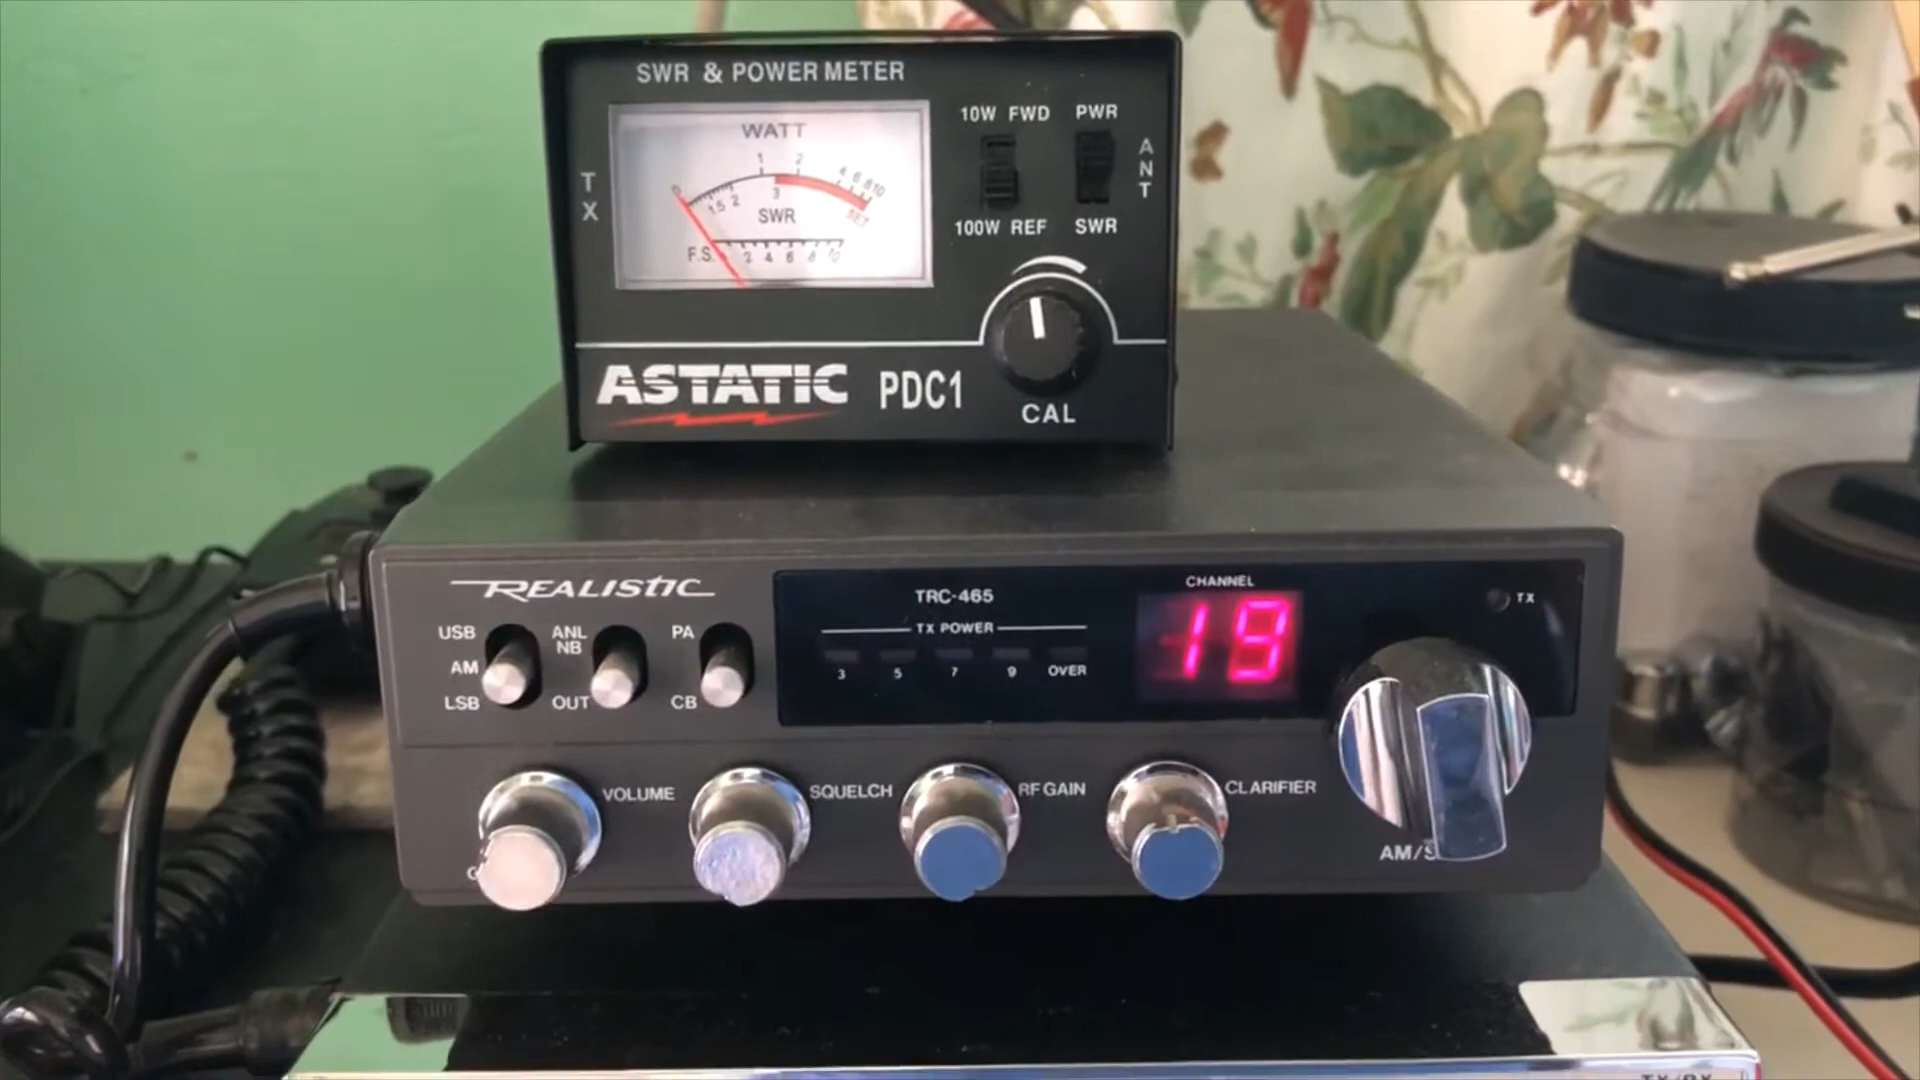 SWR & POWER METER
WATT
TX
0 1 2 4 6 8 10
1.5 2 3
SWR
SET
F.S.
2 4 6 8 10
10W FWD
PWR
ANT
100W REF
SWR
ASTATIC
PDC1
CAL
REALISTIC
USB
AM
LSB
ANL
NB
OUT
PA
CB
TRC-465
TX POWER
3 5 7 9 OVER
CHANNEL
19
TX
VOLUME
SQUELCH
RF GAIN
CLARIFIER
TX/RX